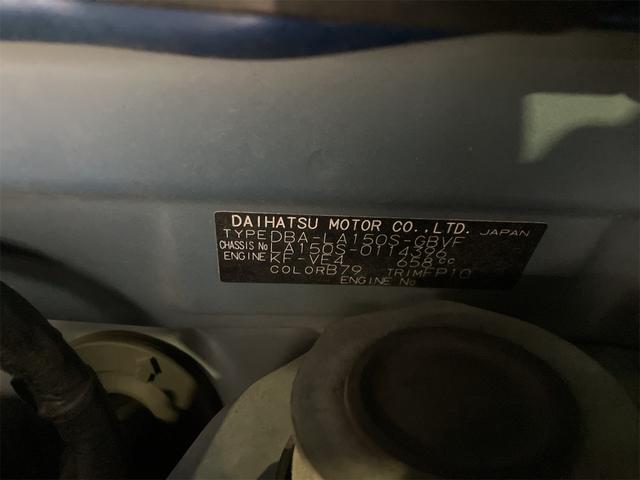 DAIHATSU MOTOR CO.,LTD. JAPAN
TYPE DBA-LA150S-GBVF
CHASSIS No LA150S-0114366
ENGINE KF-VE4 658cc
COLOR B79 TRIM FP10
ENGINE No